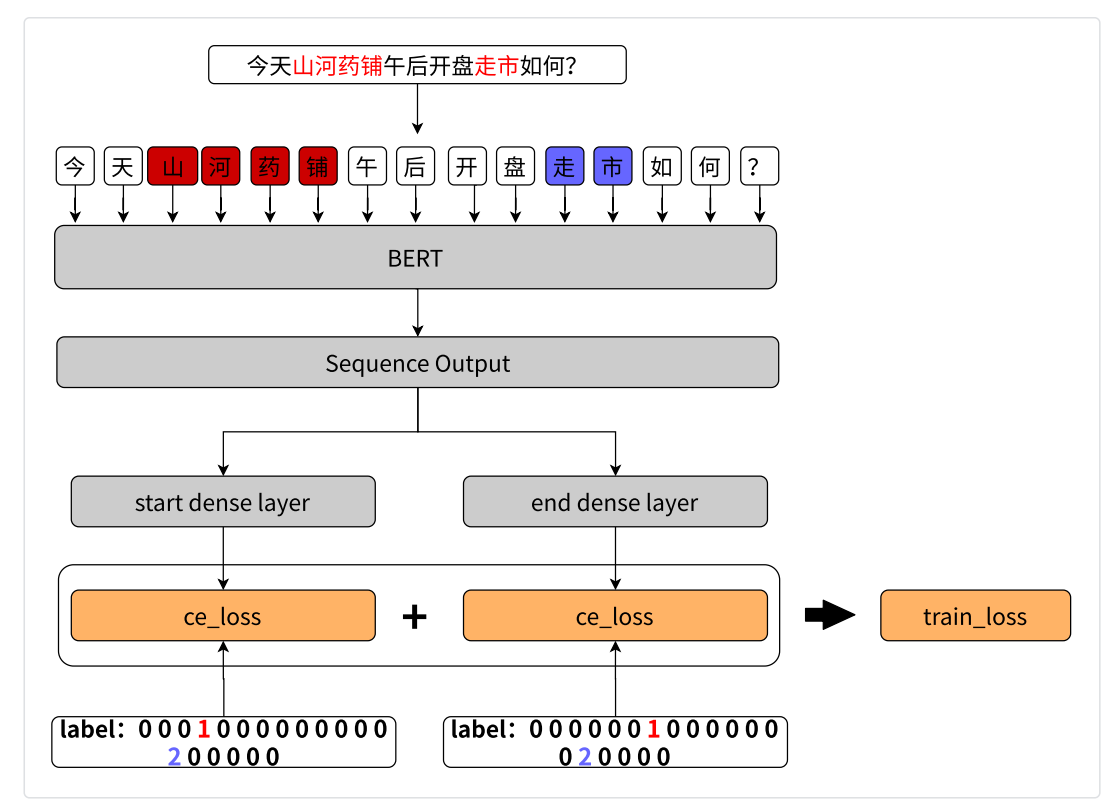 今天山河药铺午后开盘走市如何？
今 天 山 河 药 铺 午 后 开 盘 走 市 如 何 ？
BERT
Sequence Output
start dense layer
end dense layer
ce_loss
+
ce_loss
train_loss
label：0 0 0 1 0 0 0 0 0 0 0 0 0
2 0 0 0 0 0
label：0 0 0 0 0 0 1 0 0 0 0 0 0
0 2 0 0 0 0